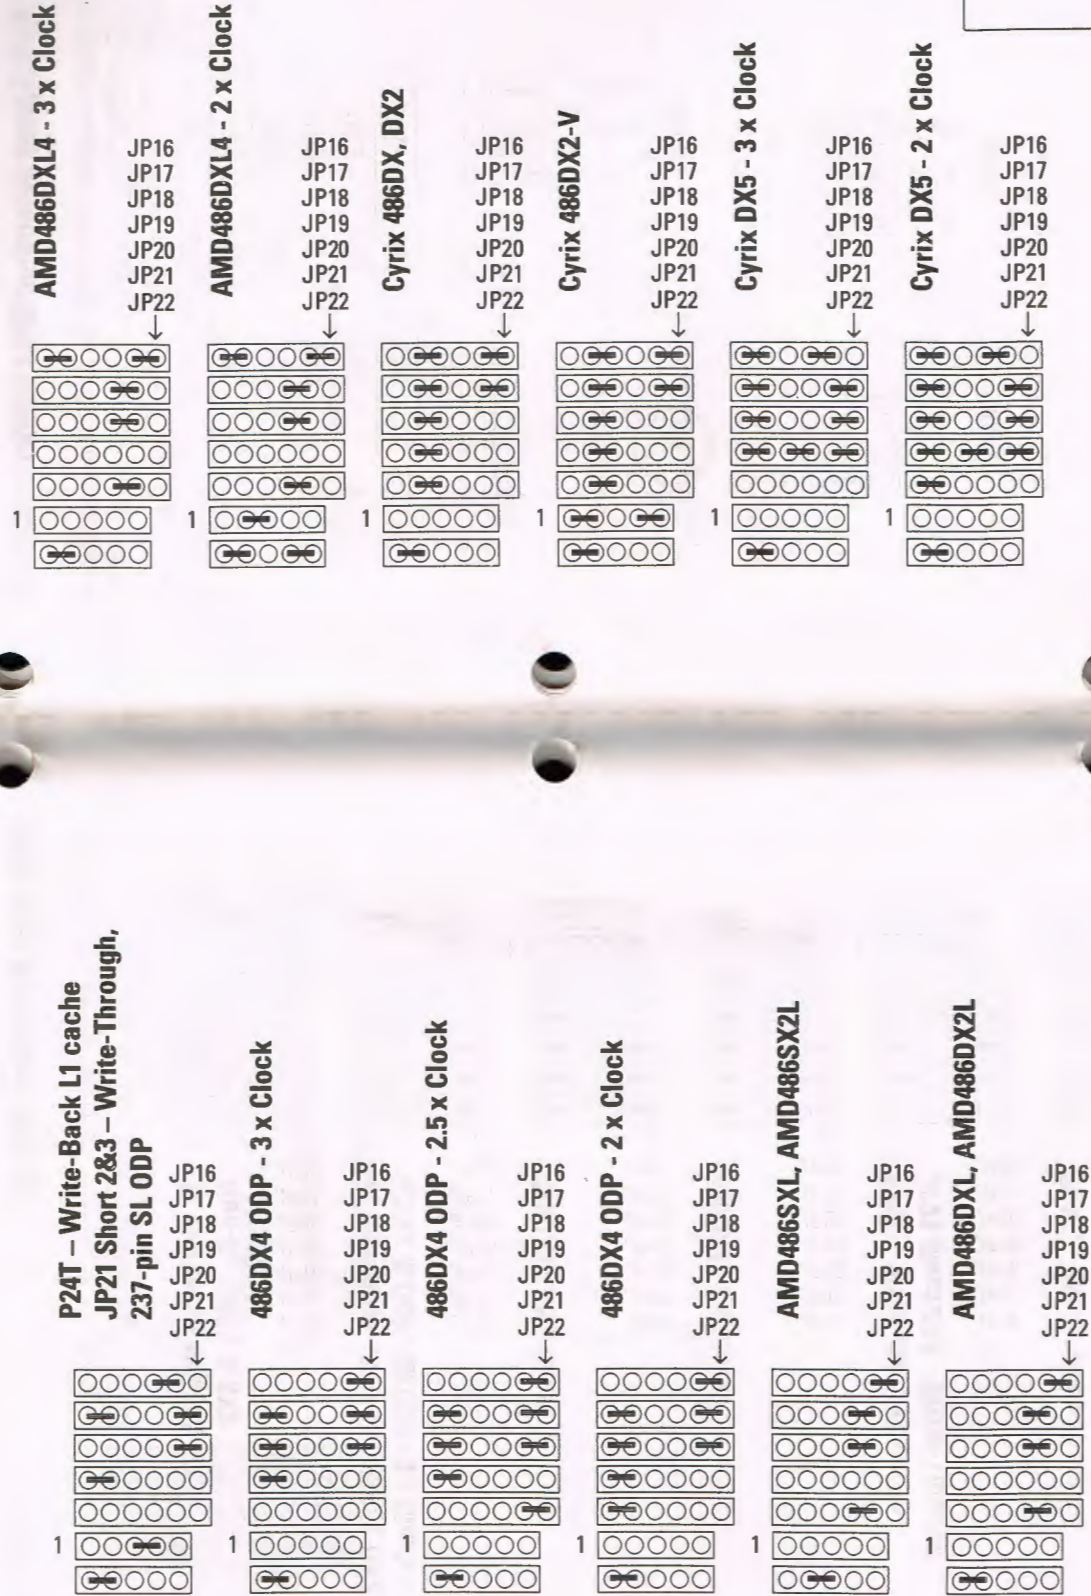 AMD486DXL4 - 3 x Clock
JP16
JP17
JP18
JP19
JP20
JP21
JP22
1
AMD486DXL4 - 2 x Clock
JP16
JP17
JP18
JP19
JP20
JP21
JP22
1
Cyrix 486DX, DX2
JP16
JP17
JP18
JP19
JP20
JP21
JP22
1
Cyrix 486DX2-V
JP16
JP17
JP18
JP19
JP20
JP21
JP22
1
Cyrix DX5 - 3 x Clock
JP16
JP17
JP18
JP19
JP20
JP21
JP22
1
Cyrix DX5 - 2 x Clock
JP16
JP17
JP18
JP19
JP20
JP21
JP22
1
P24T – Write-Back L1 cache
JP21 Short 2&3 – Write-Through,
237-pin SL ODP
JP16
JP17
JP18
JP19
JP20
JP21
JP22
1
486DX4 ODP - 3 x Clock
JP16
JP17
JP18
JP19
JP20
JP21
JP22
1
486DX4 ODP - 2.5 x Clock
JP16
JP17
JP18
JP19
JP20
JP21
JP22
1
486DX4 ODP - 2 x Clock
JP16
JP17
JP18
JP19
JP20
JP21
JP22
1
AMD486SXL, AMD486SX2L
JP16
JP17
JP18
JP19
JP20
JP21
JP22
1
AMD486DXL, AMD486DX2L
JP16
JP17
JP18
JP19
JP20
JP21
JP22
1